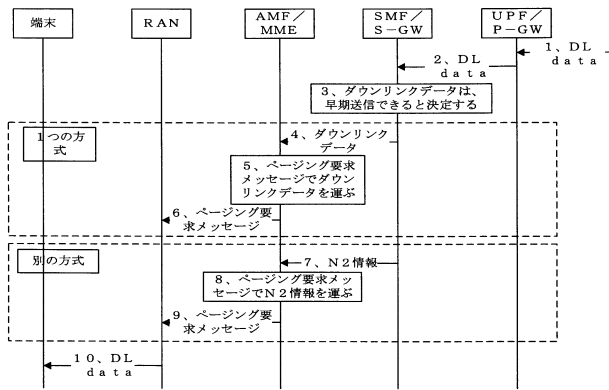 端末
RAN
AMF／
MME
SMF／
S－GW
UPF／
P－GW
1、DL
data
2、DL
data
3、ダウンリンクデータは、
早期送信できると決定する
1つの方
式
4、ダウンリンク
データ
5、ページング要求
メッセージでダウン
リンクデータを運ぶ
6、ページング要
求メッセージ
別の方式
7、N2情報
8、ページング要求メッ
セージでN2情報を運ぶ
9、ページング要
求メッセージ
10、DL
data